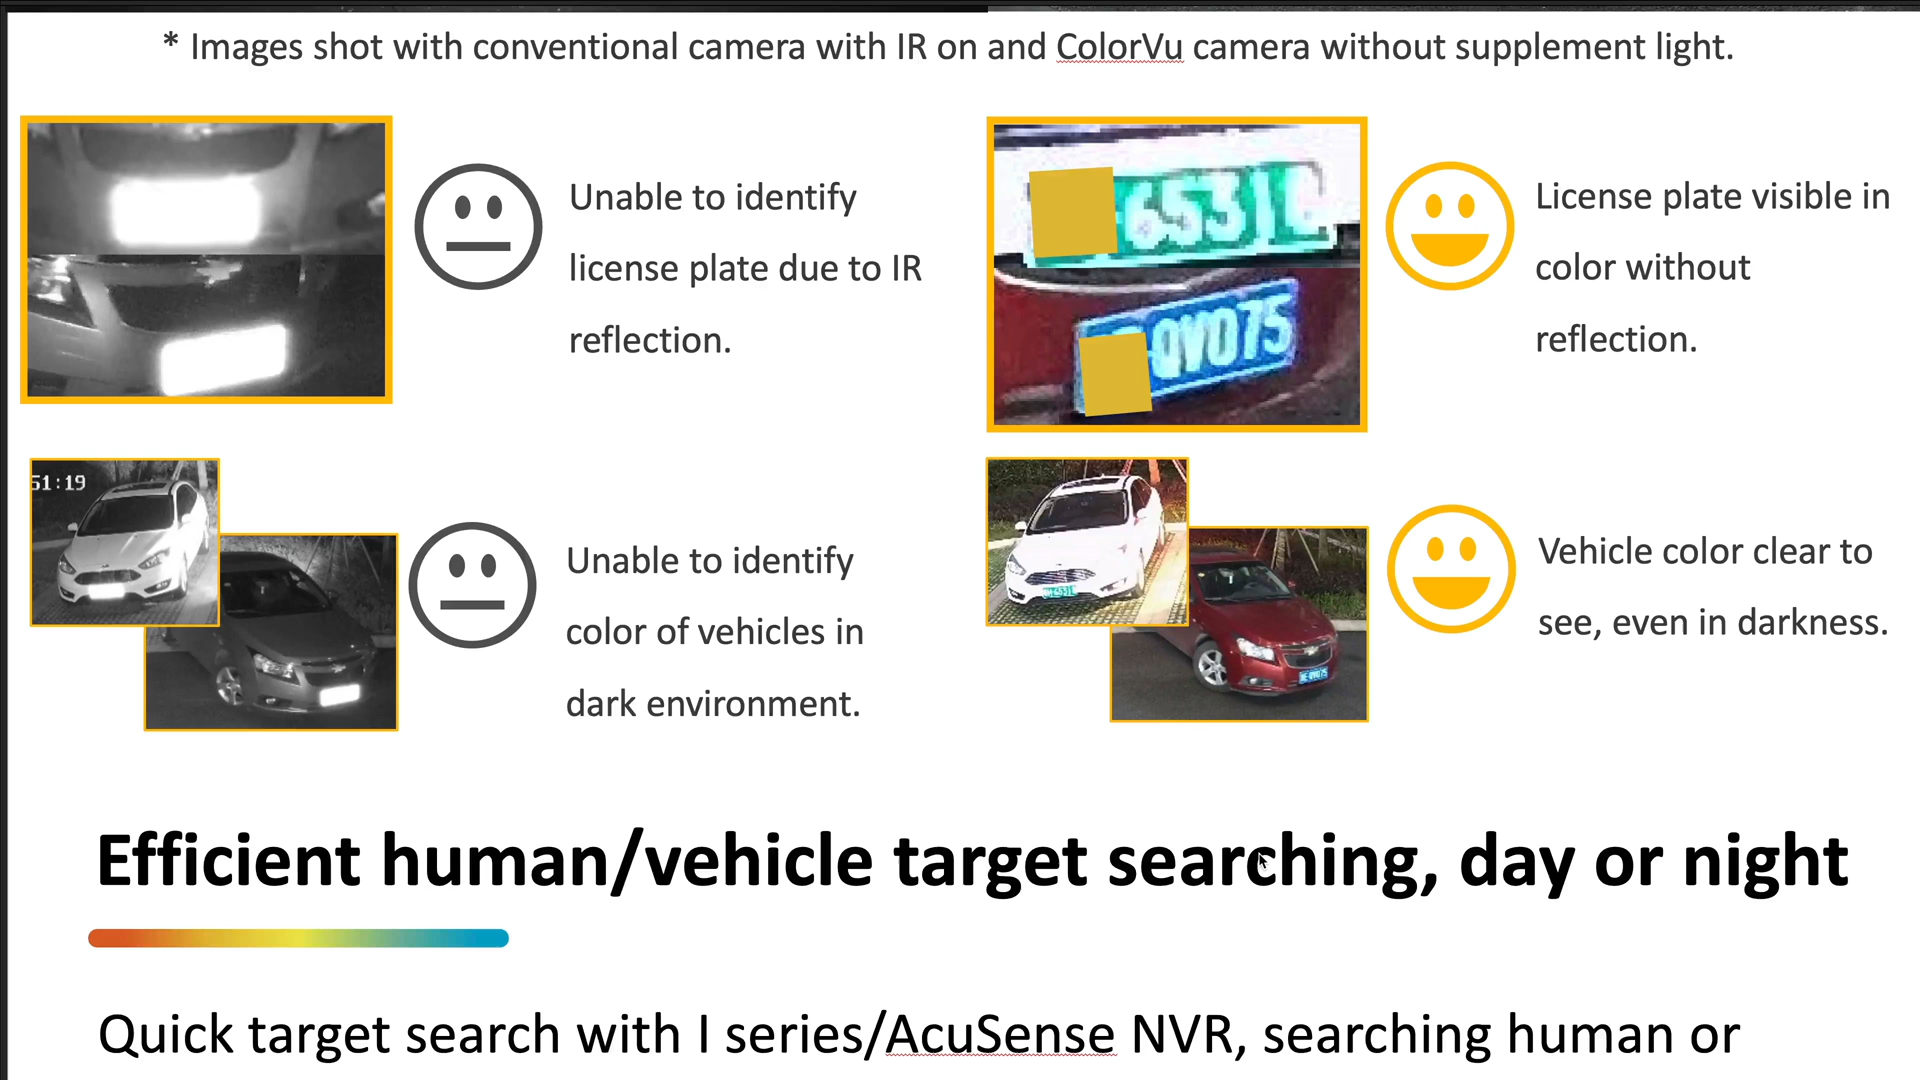 * Images shot with conventional camera with IR on and ColorVu camera without supplement light.
Unable to identify
license plate due to IR
reflection.
6531L
QV075
License plate visible in
color without
reflection.
51:19
Unable to identify
color of vehicles in
dark environment.
Vehicle color clear to
see, even in darkness.
Efficient human/vehicle target searching, day or night
Quick target search with I series/AcuSense NVR, searching human or